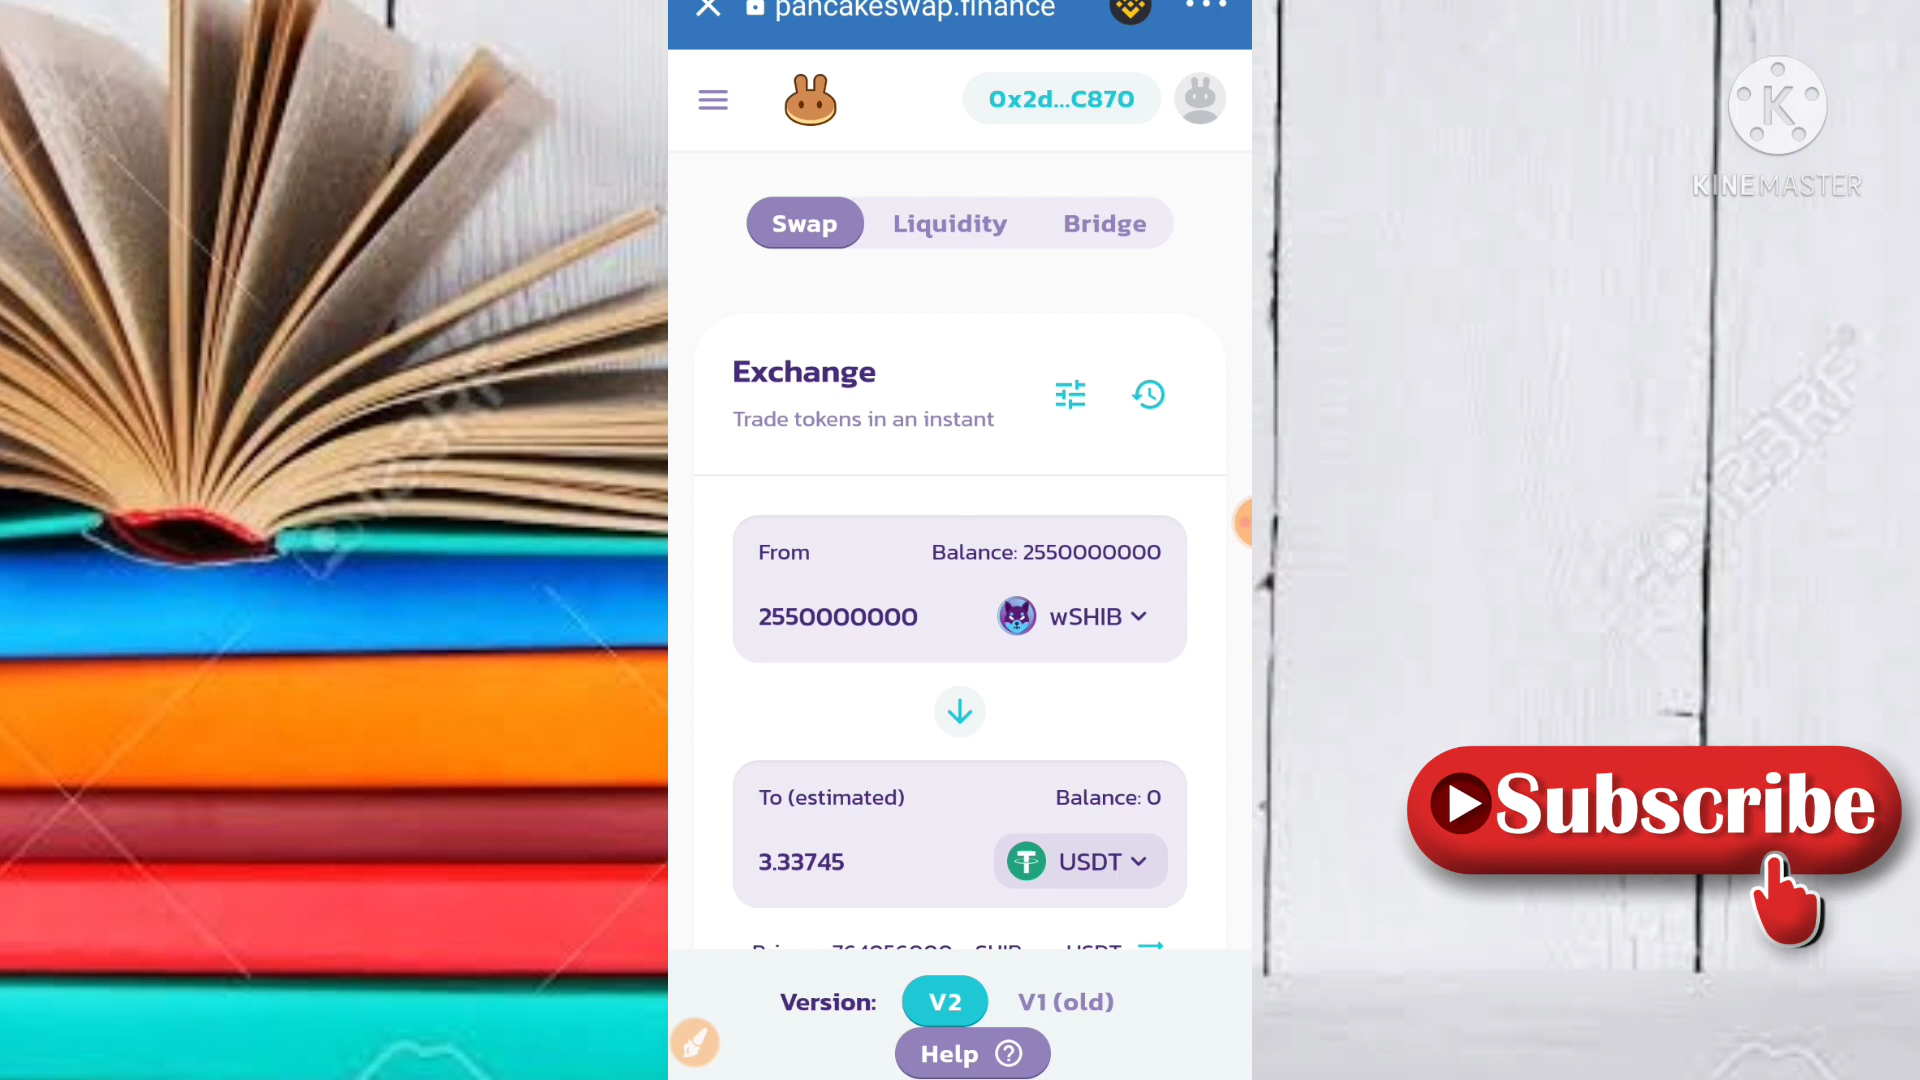 pancakeswap.finance
0x2d...C870
Swap Liquidity Bridge
Exchange
Trade tokens in an instant
From Balance: 2550000000
2550000000 wSHIB
To (estimated) Balance: 0
3.33745 USDT
Version: V2 V1 (old)
Help ?
K
KINEMASTER
Subscribe
123RF